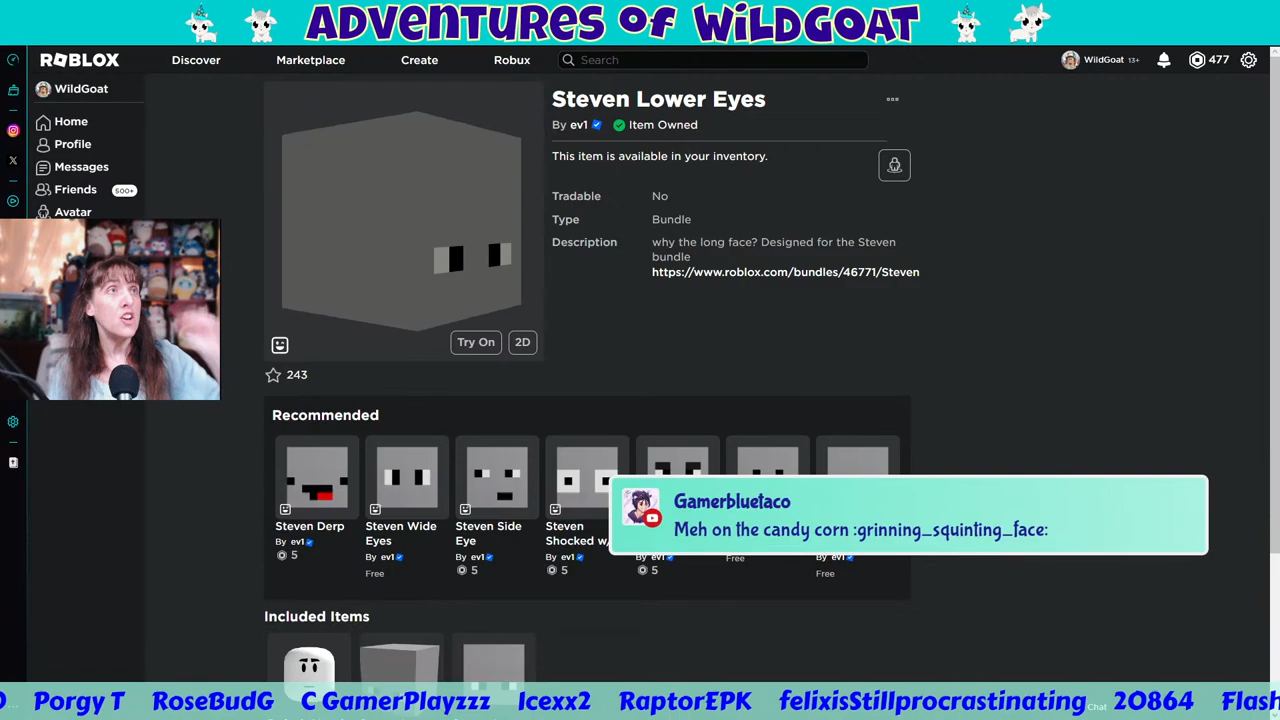 ADVENTURES OF WILDGOAT
ROBLOX
Discover
Marketplace
Create
Robux
Search
WildGoat 13+
477
WildGoat
Home
Profile
Messages
Friends
500+
Avatar
Steven Lower Eyes
By ev1
Item Owned
This item is available in your inventory.
Tradable
No
Type
Bundle
Description
why the long face? Designed for the Steven
bundle
https://www.roblox.com/bundles/46771/Steven
Try On
2D
243
Recommended
Steven Derp
By ev1
5
Steven Wide
Eyes
By ev1
Free
Steven Side
Eye
By ev1
5
Steven
Shocked w/
By ev1
5
5
Free
Free
Gamerbluetaco
Meh on the candy corn :grinning_squinting_face:
Included Items
Porgy T RoseBudG C GamerPlayzzz Icexx2 RaptorEPK felixisStillprocrastinating 20864 Flash
Chat